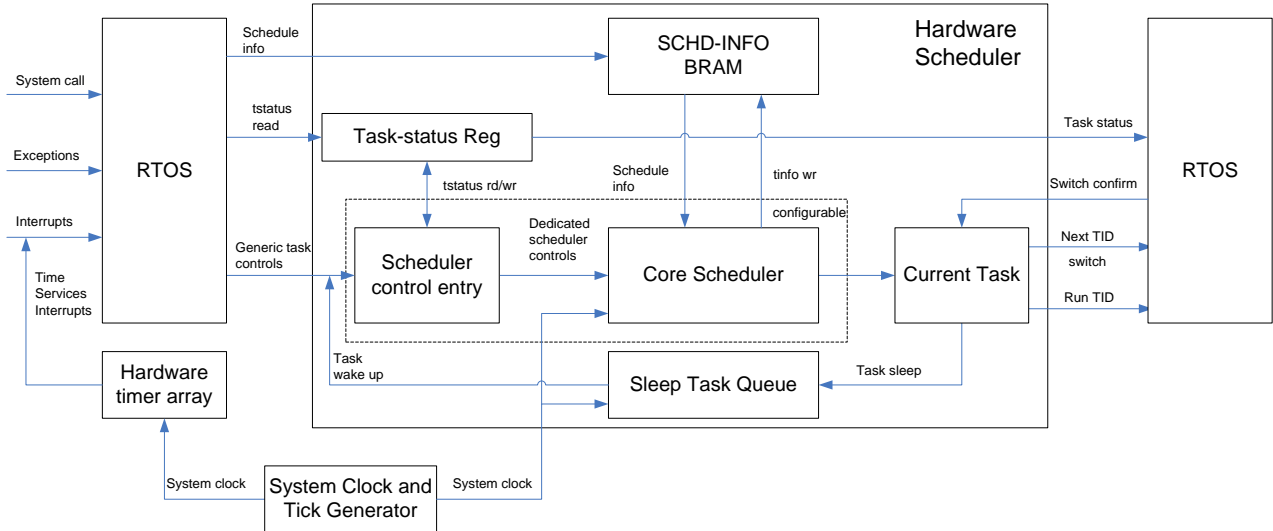 Hardware
Scheduler
Schedule
info
SCHD-INFO
BRAM
System call
tstatus
read
Task-status Reg
Task status
Exceptions
RTOS
tstatus rd/wr
Schedule
info
tinfo wr
Switch confirm
RTOS
configurable
Interrupts
Generic task
controls
Dedicated
scheduler
controls
Scheduler
control entry
Core Scheduler
Current Task
Next TID
switch
Run TID
Time
Services
Interrupts
Task
wake up
Sleep Task Queue
Task sleep
Hardware
timer array
System clock
System Clock and
Tick Generator
System clock